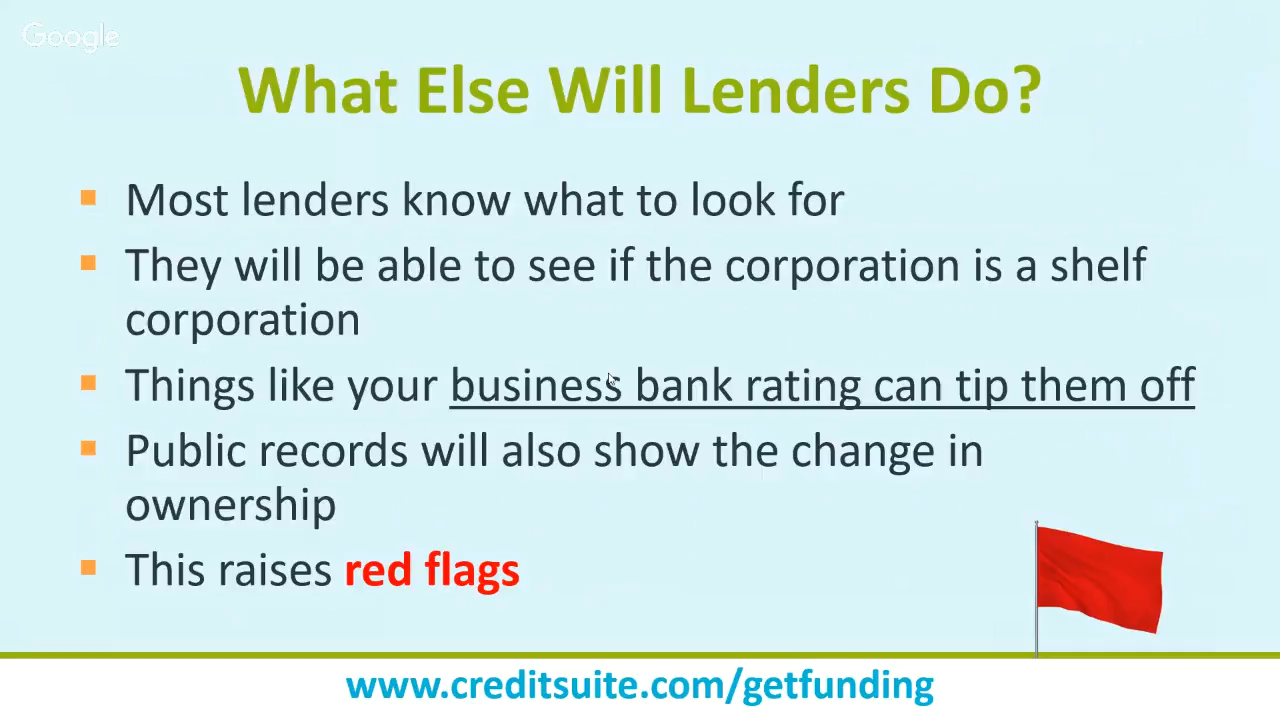 Google
What Else Will Lenders Do?
Most lenders know what to look for
They will be able to see if the corporation is a shelf
corporation
Things like your business bank rating can tip them off
Public records will also show the change in
ownership
This raises red flags
www.creditsuite.com/getfunding